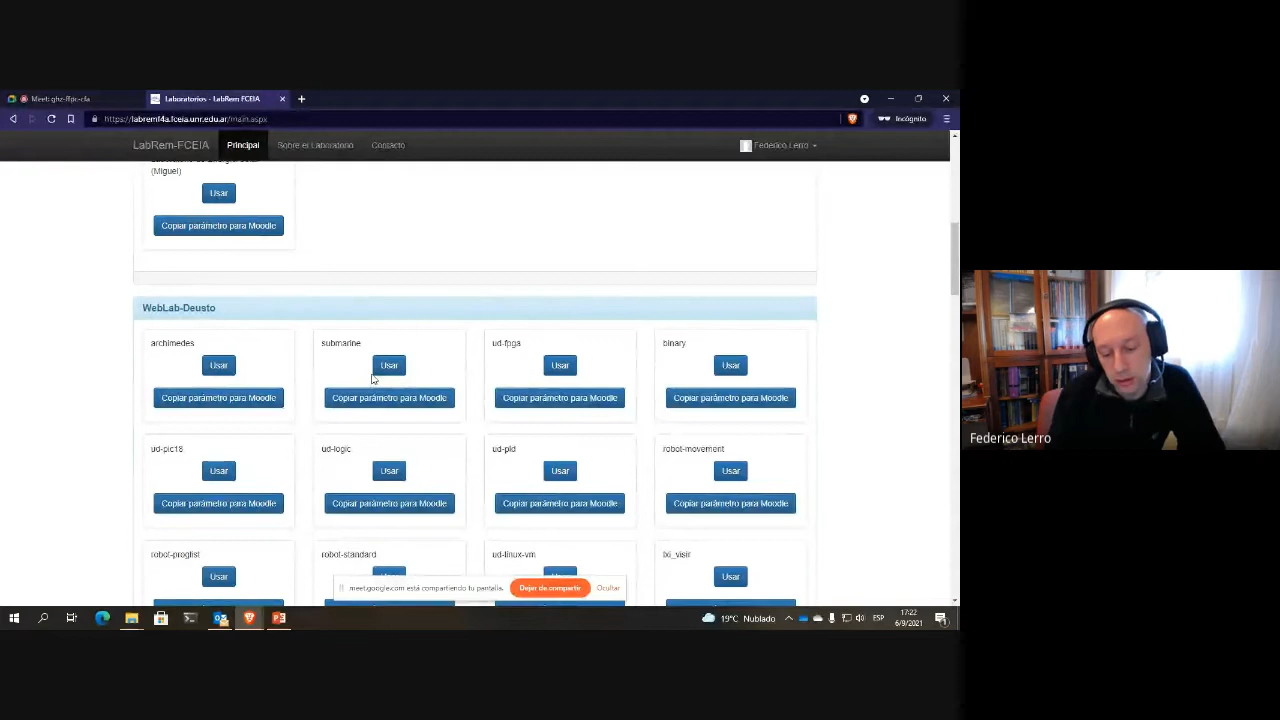 Meet: ghz-ffpc-cfa
Laboratorios - LabRem FCEIA
https://labremf4a.fceia.unr.edu.ar/main.aspx
Incógnito
LabRem-FCEIA
Principal
Sobre el Laboratorio
Contacto
Federico Lerro
(Miguel)
Usar
Copiar parámetro para Moodle
WebLab-Deusto
archimedes
submarine
ud-fpga
binary
Usar
Usar
Usar
Usar
Copiar parámetro para Moodle
Copiar parámetro para Moodle
Copiar parámetro para Moodle
Copiar parámetro para Moodle
ud-pic18
ud-logic
ud-pld
robot-movement
Usar
Usar
Usar
Usar
Copiar parámetro para Moodle
Copiar parámetro para Moodle
Copiar parámetro para Moodle
Copiar parámetro para Moodle
robot-proglist
robot-standard
ud-linux-vm
lxi_visir
Usar
Usar
meet.google.com está compartiendo tu pantalla.
Dejar de compartir
Ocultar
19°C Nublado
ESP
17:22
6/9/2021
Federico Lerro